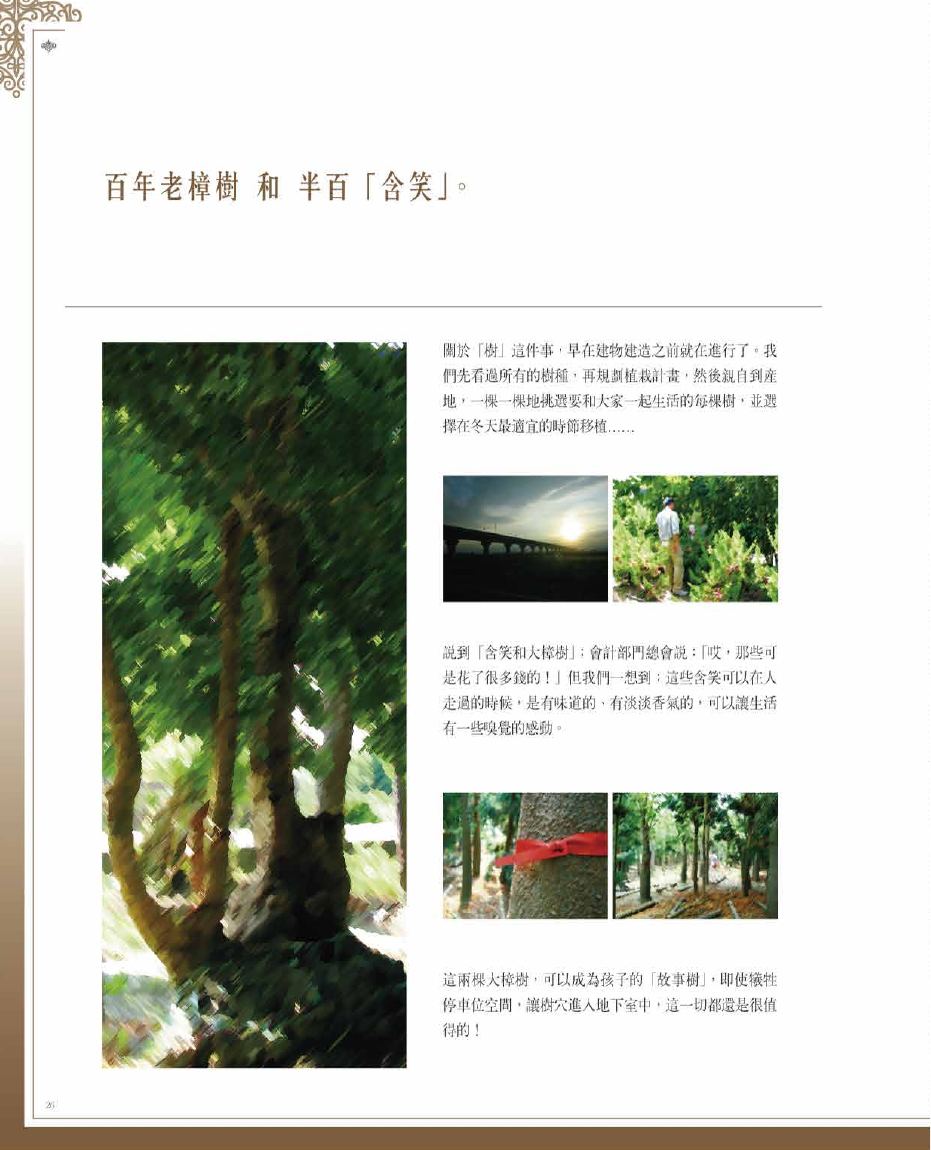 百年老樟樹 和 半百「含笑」。
關於「樹」這件事，早在建物建造之前就在進行了。我
們先看過所有的樹種，再規劃植栽計畫，然後親自到産
地，一棵一棵地挑選要和大家一起生活的每棵樹，並選
擇在冬天最適宜的時節移植……
説到「含笑和大樟樹」；會計部門總會説：「哎，那些可
是花了很多錢的！」但我們一想到；這些含笑可以在人
走過的時候，是有味道的、有淡淡香氣的，可以讓生活
有一些嗅覺的感動。
這兩棵大樟樹，可以成為孩子的「故事樹」，即使犧牲
停車位空間，讓樹穴進入地下室中，這一切都還是很值
得的！
26